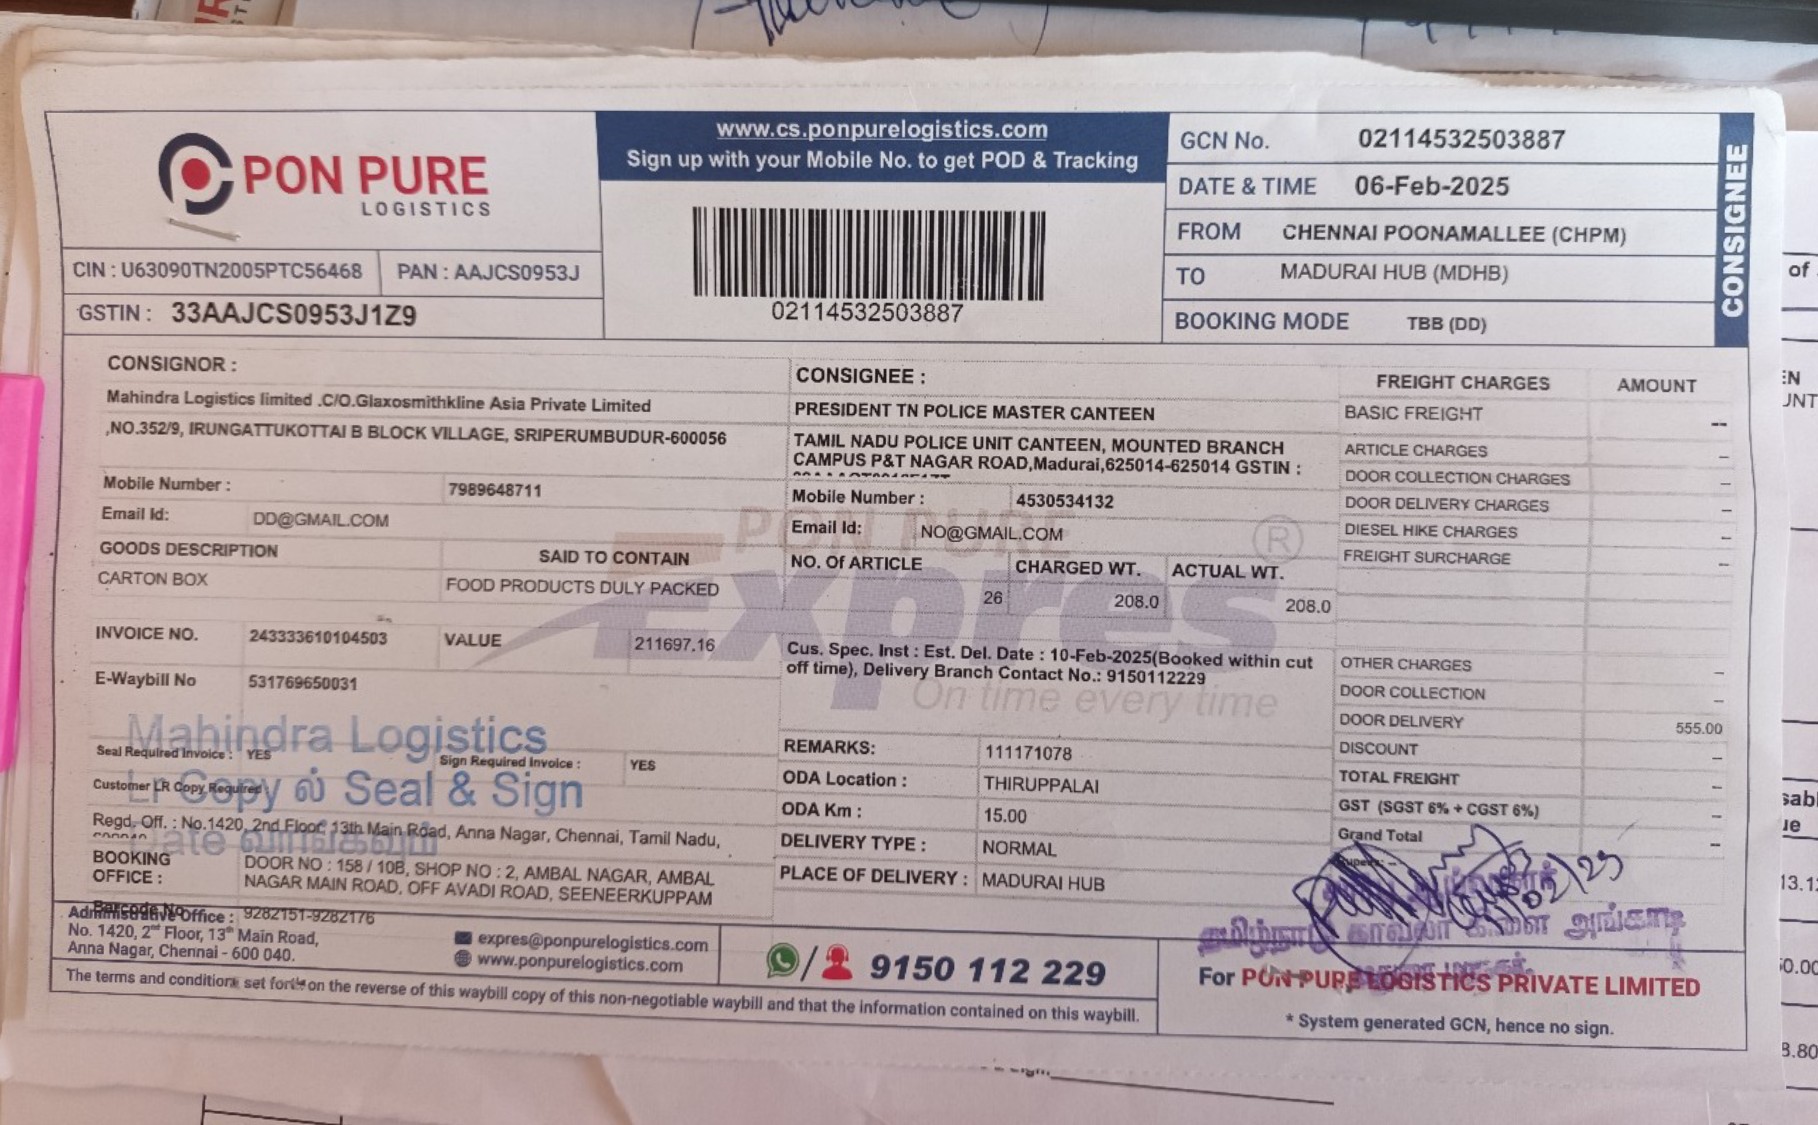 PON PURE
LOGISTICS
www.cs.ponpurelogistics.com
Sign up with your Mobile No. to get POD & Tracking
02114532503887
GCN No. 02114532503887
DATE & TIME 06-Feb-2025
FROM CHENNAI POONAMALLEE (CHPM)
TO MADURAI HUB (MDHB)
BOOKING MODE TBB (DD)
CONSIGNEE
CIN : U63090TN2005PTC56468 PAN : AAJCS0953J
GSTIN : 33AAJCS0953J1Z9
CONSIGNOR :
Mahindra Logistics limited .C/O.Glaxosmithkline Asia Private Limited
,NO.352/9, IRUNGATTUKOTTAI B BLOCK VILLAGE, SRIPERUMBUDUR-600056
Mobile Number : 7989648711
Email Id: DD@GMAIL.COM
GOODS DESCRIPTION SAID TO CONTAIN
CARTON BOX FOOD PRODUCTS DULY PACKED
INVOICE NO. 243333610104503 VALUE 211697.16
E-Waybill No 531769650031
Mahindra Logistics
Seal Required Invoice : YES Sign Required Invoice : YES
Lr Copy ல் Seal & Sign
Customer LR Copy Required :
Date வாங்கவும்
Regd. Off. : No.1420, 2nd Floor, 13th Main Road, Anna Nagar, Chennai, Tamil Nadu,
BOOKING OFFICE : DOOR NO : 158 / 10B, SHOP NO : 2, AMBAL NAGAR, AMBAL
NAGAR MAIN ROAD, OFF AVADI ROAD, SEENEERKUPPAM
Barcode No 9282151-9282176
CONSIGNEE :
PRESIDENT TN POLICE MASTER CANTEEN
TAMIL NADU POLICE UNIT CANTEEN, MOUNTED BRANCH
CAMPUS P&T NAGAR ROAD,Madurai,625014-625014 GSTIN :
Mobile Number : 4530534132
Email Id: NO@GMAIL.COM
PON PURE
Expres ®
On time every time
NO. Of ARTICLE CHARGED WT. ACTUAL WT.
26 208.0 208.0
Cus. Spec. Inst : Est. Del. Date : 10-Feb-2025(Booked within cut
off time), Delivery Branch Contact No.: 9150112229
REMARKS: 111171078
ODA Location : THIRUPPALAI
ODA Km : 15.00
DELIVERY TYPE : NORMAL
PLACE OF DELIVERY : MADURAI HUB
FREIGHT CHARGES AMOUNT
BASIC FREIGHT --
ARTICLE CHARGES –
DOOR COLLECTION CHARGES –
DOOR DELIVERY CHARGES –
DIESEL HIKE CHARGES –
FREIGHT SURCHARGE –
OTHER CHARGES –
DOOR COLLECTION –
DOOR DELIVERY 555.00
DISCOUNT –
TOTAL FREIGHT –
GST (SGST 6% + CGST 6%) –
Grand Total –
அங்காடி
Administrative Office :
No. 1420, 2nd Floor, 13th Main Road,
Anna Nagar, Chennai - 600 040.
expres@ponpurelogistics.com
www.ponpurelogistics.com
/ 9150 112 229
For PON PURE LOGISTICS PRIVATE LIMITED
* System generated GCN, hence no sign.
The terms and condition set forth on the reverse of this waybill copy of this non-negotiable waybill and that the information contained on this waybill.